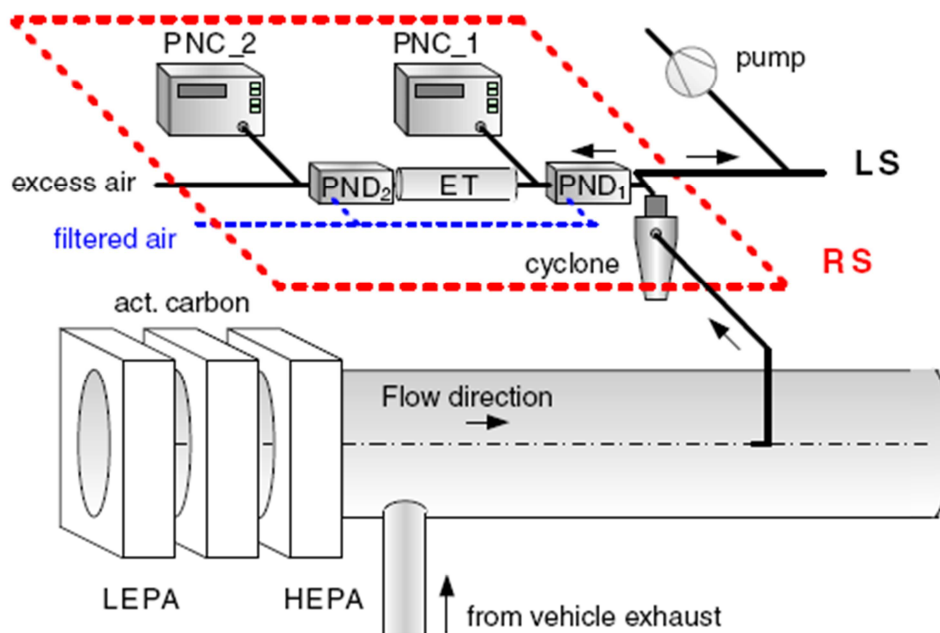 PNC_2
PNC_1
pump
LS
excess air
PND₂
ET
PND₁
filtered air
cyclone
RS
act. carbon
Flow direction
LEPA
HEPA
from vehicle exhaust